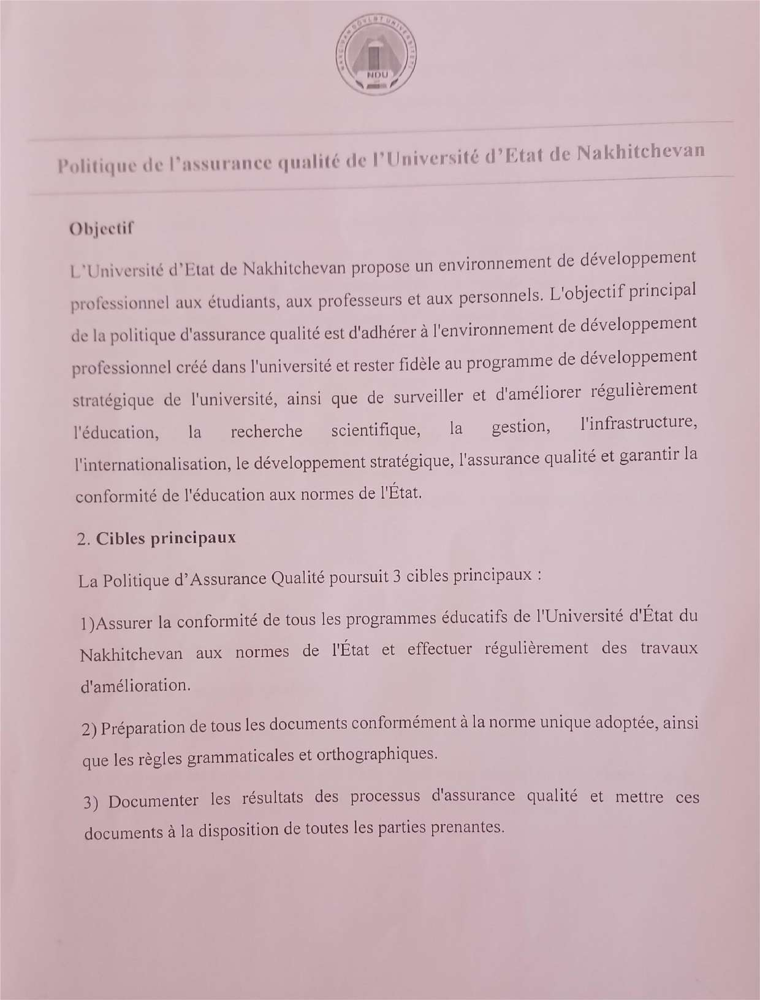 NAXÇIVAN DÖVLƏT UNİVERSİTETİ
NDU
Politique de l’assurance qualité de l’Université d’Etat de Nakhitchevan
Objectif
L’Université d’Etat de Nakhitchevan propose un environnement de développement
professionnel aux étudiants, aux professeurs et aux personnels. L'objectif principal
de la politique d'assurance qualité est d'adhérer à l'environnement de développement
professionnel créé dans l'université et rester fidèle au programme de développement
stratégique de l'université, ainsi que de surveiller et d'améliorer régulièrement
l'éducation, la recherche scientifique, la gestion, l'infrastructure,
l'internationalisation, le développement stratégique, l'assurance qualité et garantir la
conformité de l'éducation aux normes de l'État.
2. Cibles principaux
La Politique d’Assurance Qualité poursuit 3 cibles principaux :
1)Assurer la conformité de tous les programmes éducatifs de l'Université d'État du
Nakhitchevan aux normes de l'État et effectuer régulièrement des travaux
d'amélioration.
2) Préparation de tous les documents conformément à la norme unique adoptée, ainsi
que les règles grammaticales et orthographiques.
3) Documenter les résultats des processus d'assurance qualité et mettre ces
documents à la disposition de toutes les parties prenantes.